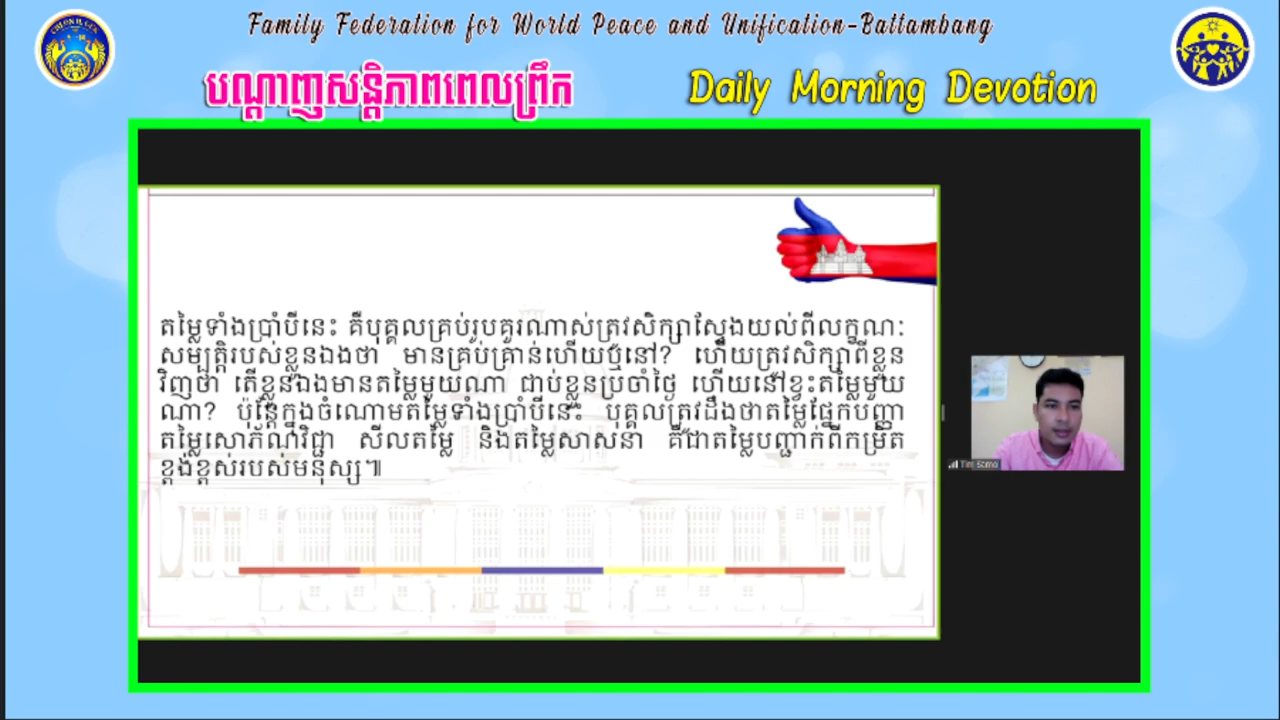 Family Federation for World Peace and Unification-Battambang
CHEON IL GUK
បណ្ដាញសន្តិភាពពេលព្រឹក
Daily Morning Devotion
តម្លៃទាំងប្រាំបីនេះ គឺបុគ្គលគ្រប់រូបគួរណាស់ត្រូវសិក្សាស្វែងយល់ពីលក្ខណៈ
សម្បត្តិរបស់ខ្លួនឯងថា មានគ្រប់គ្រាន់ហើយឬនៅ? ហើយត្រូវសិក្សាពីខ្លួន
វិញថា តើខ្លួនឯងមានតម្លៃមួយណា ជាប់ខ្លួនប្រចាំថ្ងៃ ហើយនៅខ្វះតម្លៃមួយ
ណា? ប៉ុន្តែក្នុងចំណោមតម្លៃទាំងប្រាំបីនេះ បុគ្គលត្រូវដឹងថាតម្លៃផ្នែកបញ្ញា
តម្លៃសោភ័ណវិជ្ជា សីលតម្លៃ និងតម្លៃសាសនា គឺជាតម្លៃបញ្ជាក់ពីកម្រិត
ខ្ពង់ខ្ពស់របស់មនុស្ស៕
Tim Samo